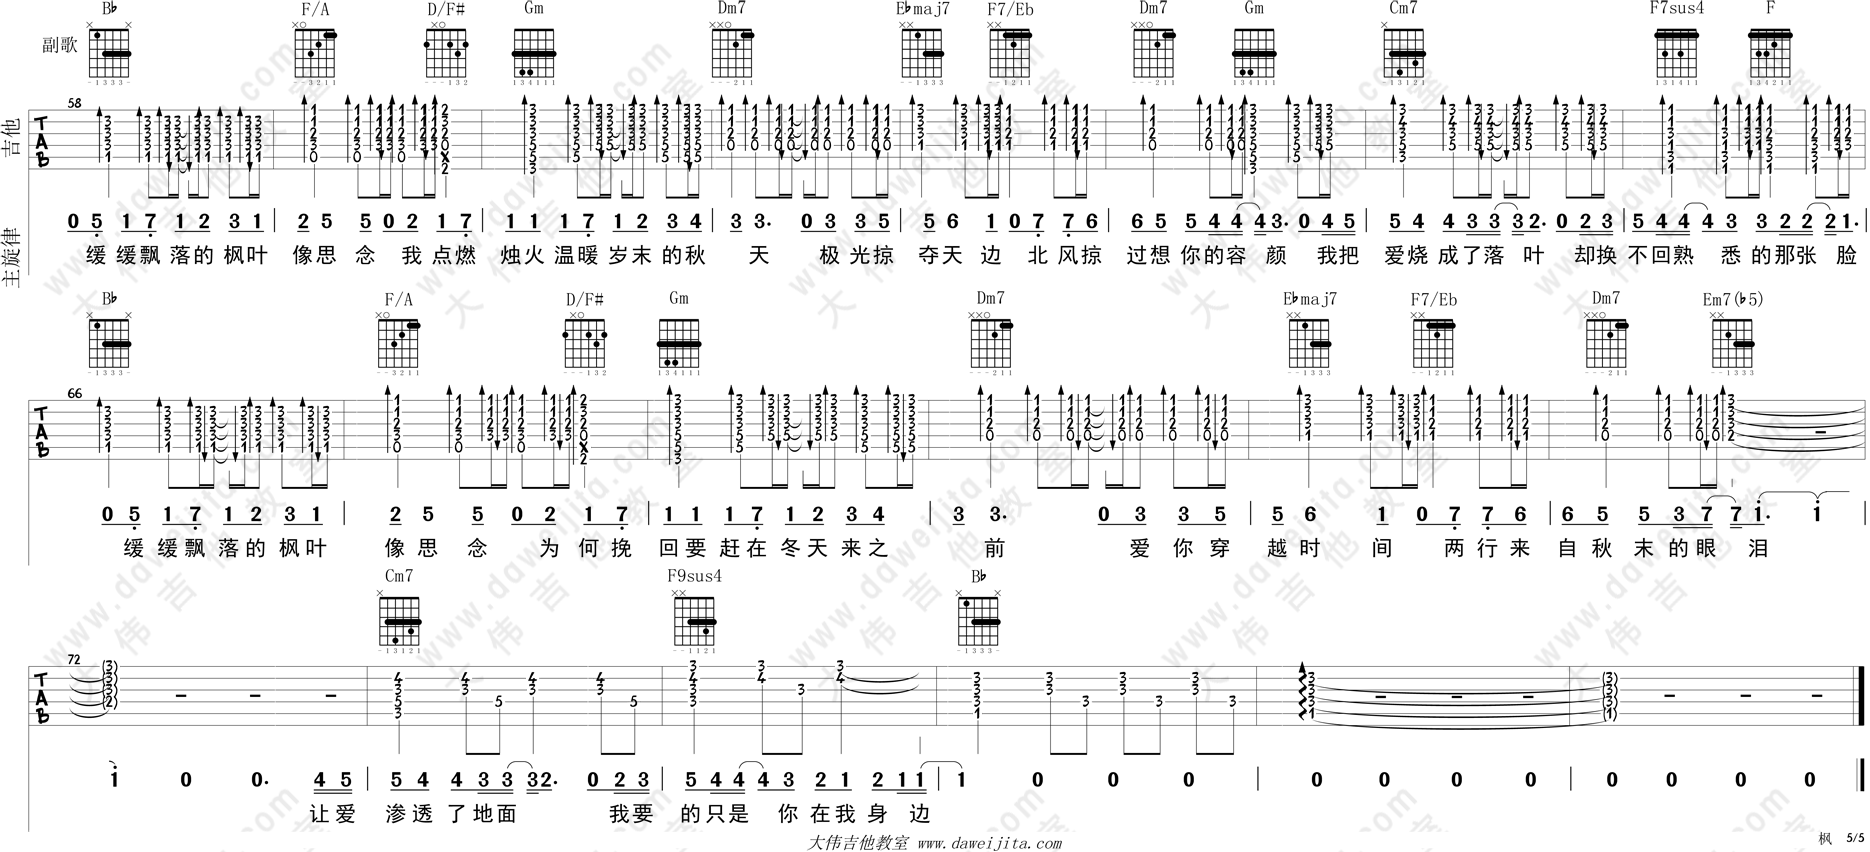 B♭ F/A D/F# Gm Dm7 E♭maj7 F7/Eb Dm7 Gm Cm7 F7sus4 F
副歌
吉他
58
TAB
主旋律
0 5 1 7 1 2 3 1 2 5 5 0 2 1 7 1 1 1 7 1 2 3 4 3 3. 0 3 3 5 5 6 1 0 7 7 6 6 5 5 4 4 4 3. 0 4 5 5 4 4 3 3 3 2. 0 2 3 5 4 4 4 3 3 2 2 2 1.
缓 缓飘 落的 枫叶 像思 念 我 点燃 烛火 温暖 岁末 的秋 天 极 光掠 夺天 边 北 风掠 过想 你的容 颜 我把 爱烧 成了落 叶 却换 不回熟 悉 的那张 脸
B♭ F/A D/F# Gm Dm7 E♭maj7 F7/Eb Dm7 Em7(♭5)
66
TAB
0 5 1 7 1 2 3 1 2 5 5 0 2 1 7 1 1 1 7 1 2 3 4 3 3. 0 3 3 5 5 6 1 0 7 7 6 6 5 5 3 7 7 1. 1
缓 缓飘 落的 枫叶 像思 念 为 何挽 回要 赶在 冬天 来之 前 爱 你穿 越时 间 两 行来 自秋 末的眼 泪
Cm7 F9sus4 B♭
72
TAB
1 0 0. 4 5 5 4 4 3 3 3 2. 0 2 3 5 4 4 4 3 2 1 2 1 1 1 0 0 0 0 0 0 0 0 0 0 0
让爱 渗透 了地面 我要 的只是 你在我 身 边
大伟吉他教室 www.daweijita.com
枫 5/5